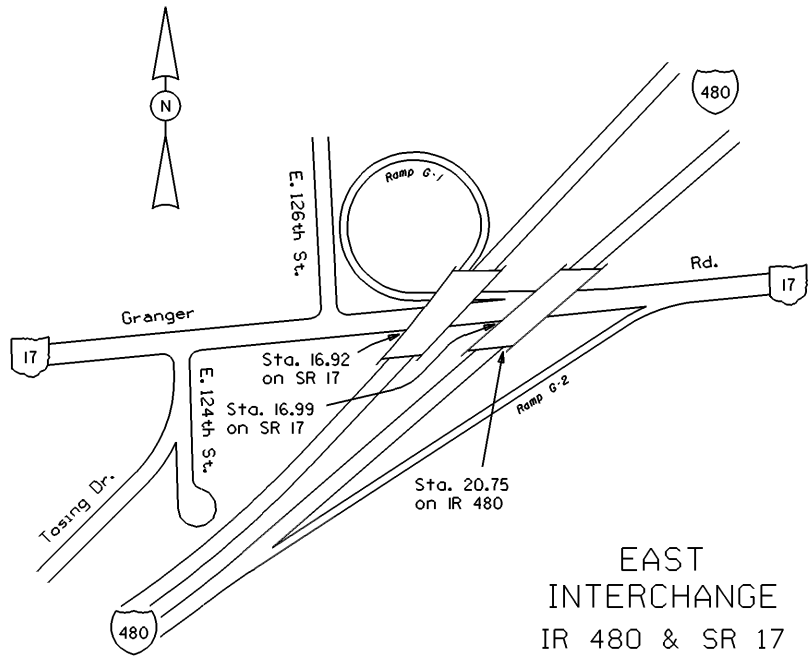 480
N
Ramp G-1
E. 126th St.
Rd.
17
Granger
17
Sta. 16.92
on SR 17
E. 124th St.
Sta. 16.99
on SR 17
Ramp G-2
Tosing Dr.
Sta. 20.75
on IR 480
480
EAST
INTERCHANGE
IR 480 & SR 17